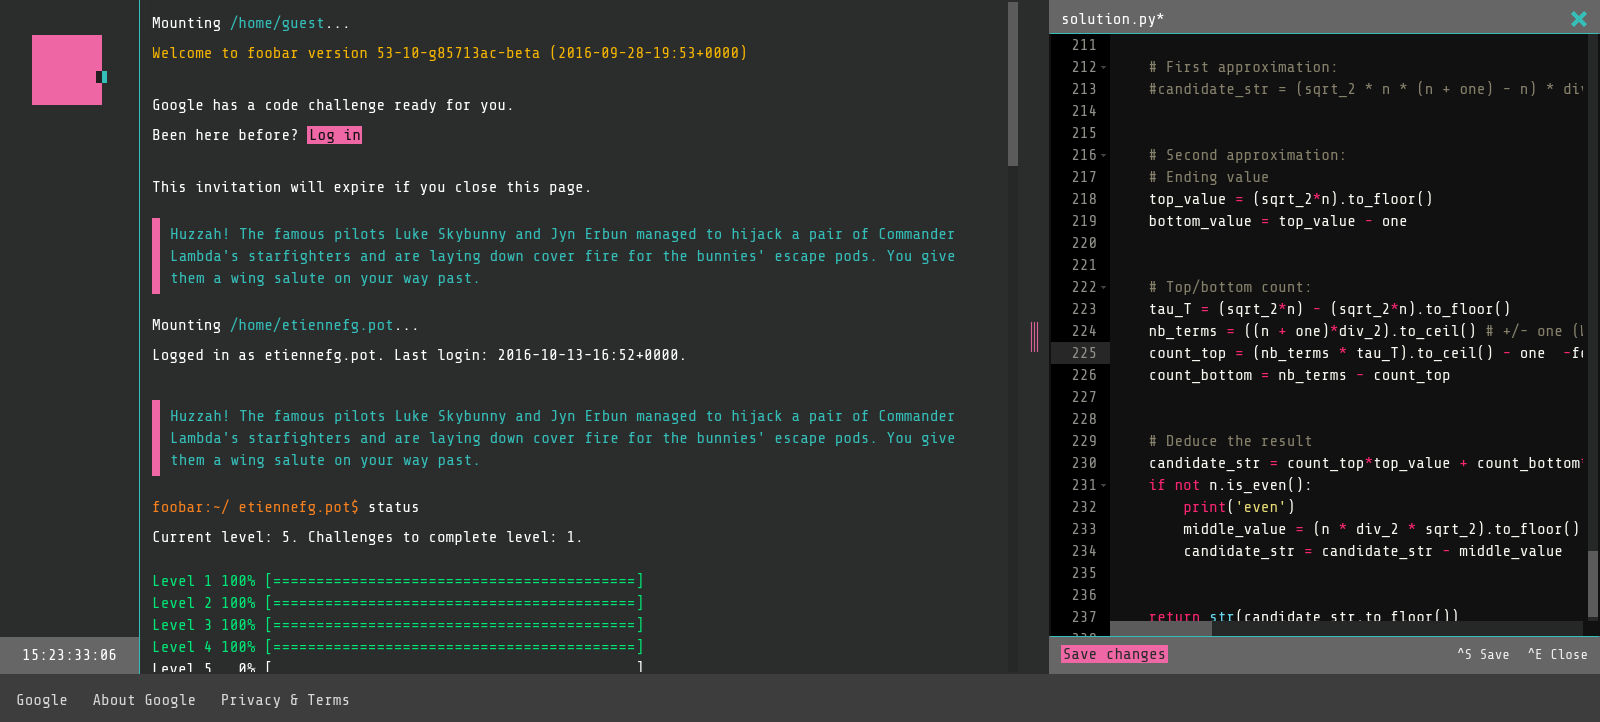 Mounting /home/guest...
Welcome to foobar version 53-10-g85713ac-beta (2016-09-28-19:53+0000)
Google has a code challenge ready for you.
Been here before? Log in
This invitation will expire if you close this page.
Huzzah! The famous pilots Luke Skybunny and Jyn Erbun managed to hijack a pair of Commander
Lambda's starfighters and are laying down cover fire for the bunnies' escape pods. You give
them a wing salute on your way past.
Mounting /home/etiennefg.pot...
Logged in as etiennefg.pot. Last login: 2016-10-13-16:52+0000.
Huzzah! The famous pilots Luke Skybunny and Jyn Erbun managed to hijack a pair of Commander
Lambda's starfighters and are laying down cover fire for the bunnies' escape pods. You give
them a wing salute on your way past.
foobar:~/ etiennefg.pot$ status
Current level: 5. Challenges to complete level: 1.
Level 1 100% [==========================================]
Level 2 100% [==========================================]
Level 3 100% [==========================================]
Level 4 100% [==========================================]
Level 5   0% [                                          ]
15:23:33:06
solution.py*
211
212 # First approximation:
213 #candidate_str = (sqrt_2 * n * (n + one) - n) * div
214
215
216 # Second approximation:
217 # Ending value
218 top_value = (sqrt_2*n).to_floor()
219 bottom_value = top_value - one
220
221
222 # Top/bottom count:
223 tau_T = (sqrt_2*n) - (sqrt_2*n).to_floor()
224 nb_terms = ((n + one)*div_2).to_ceil() # +/- one (
225 count_top = (nb_terms * tau_T).to_ceil() - one  -f
226 count_bottom = nb_terms - count_top
227
228
229 # Deduce the result
230 candidate_str = count_top*top_value + count_bottom*
231 if not n.is_even():
232 print('even')
233 middle_value = (n * div_2 * sqrt_2).to_floor()
234 candidate_str = candidate_str - middle_value
235
236
237 return str(candidate_str.to_floor())
238
Save changes ^S Save ^E Close
Google About Google Privacy & Terms